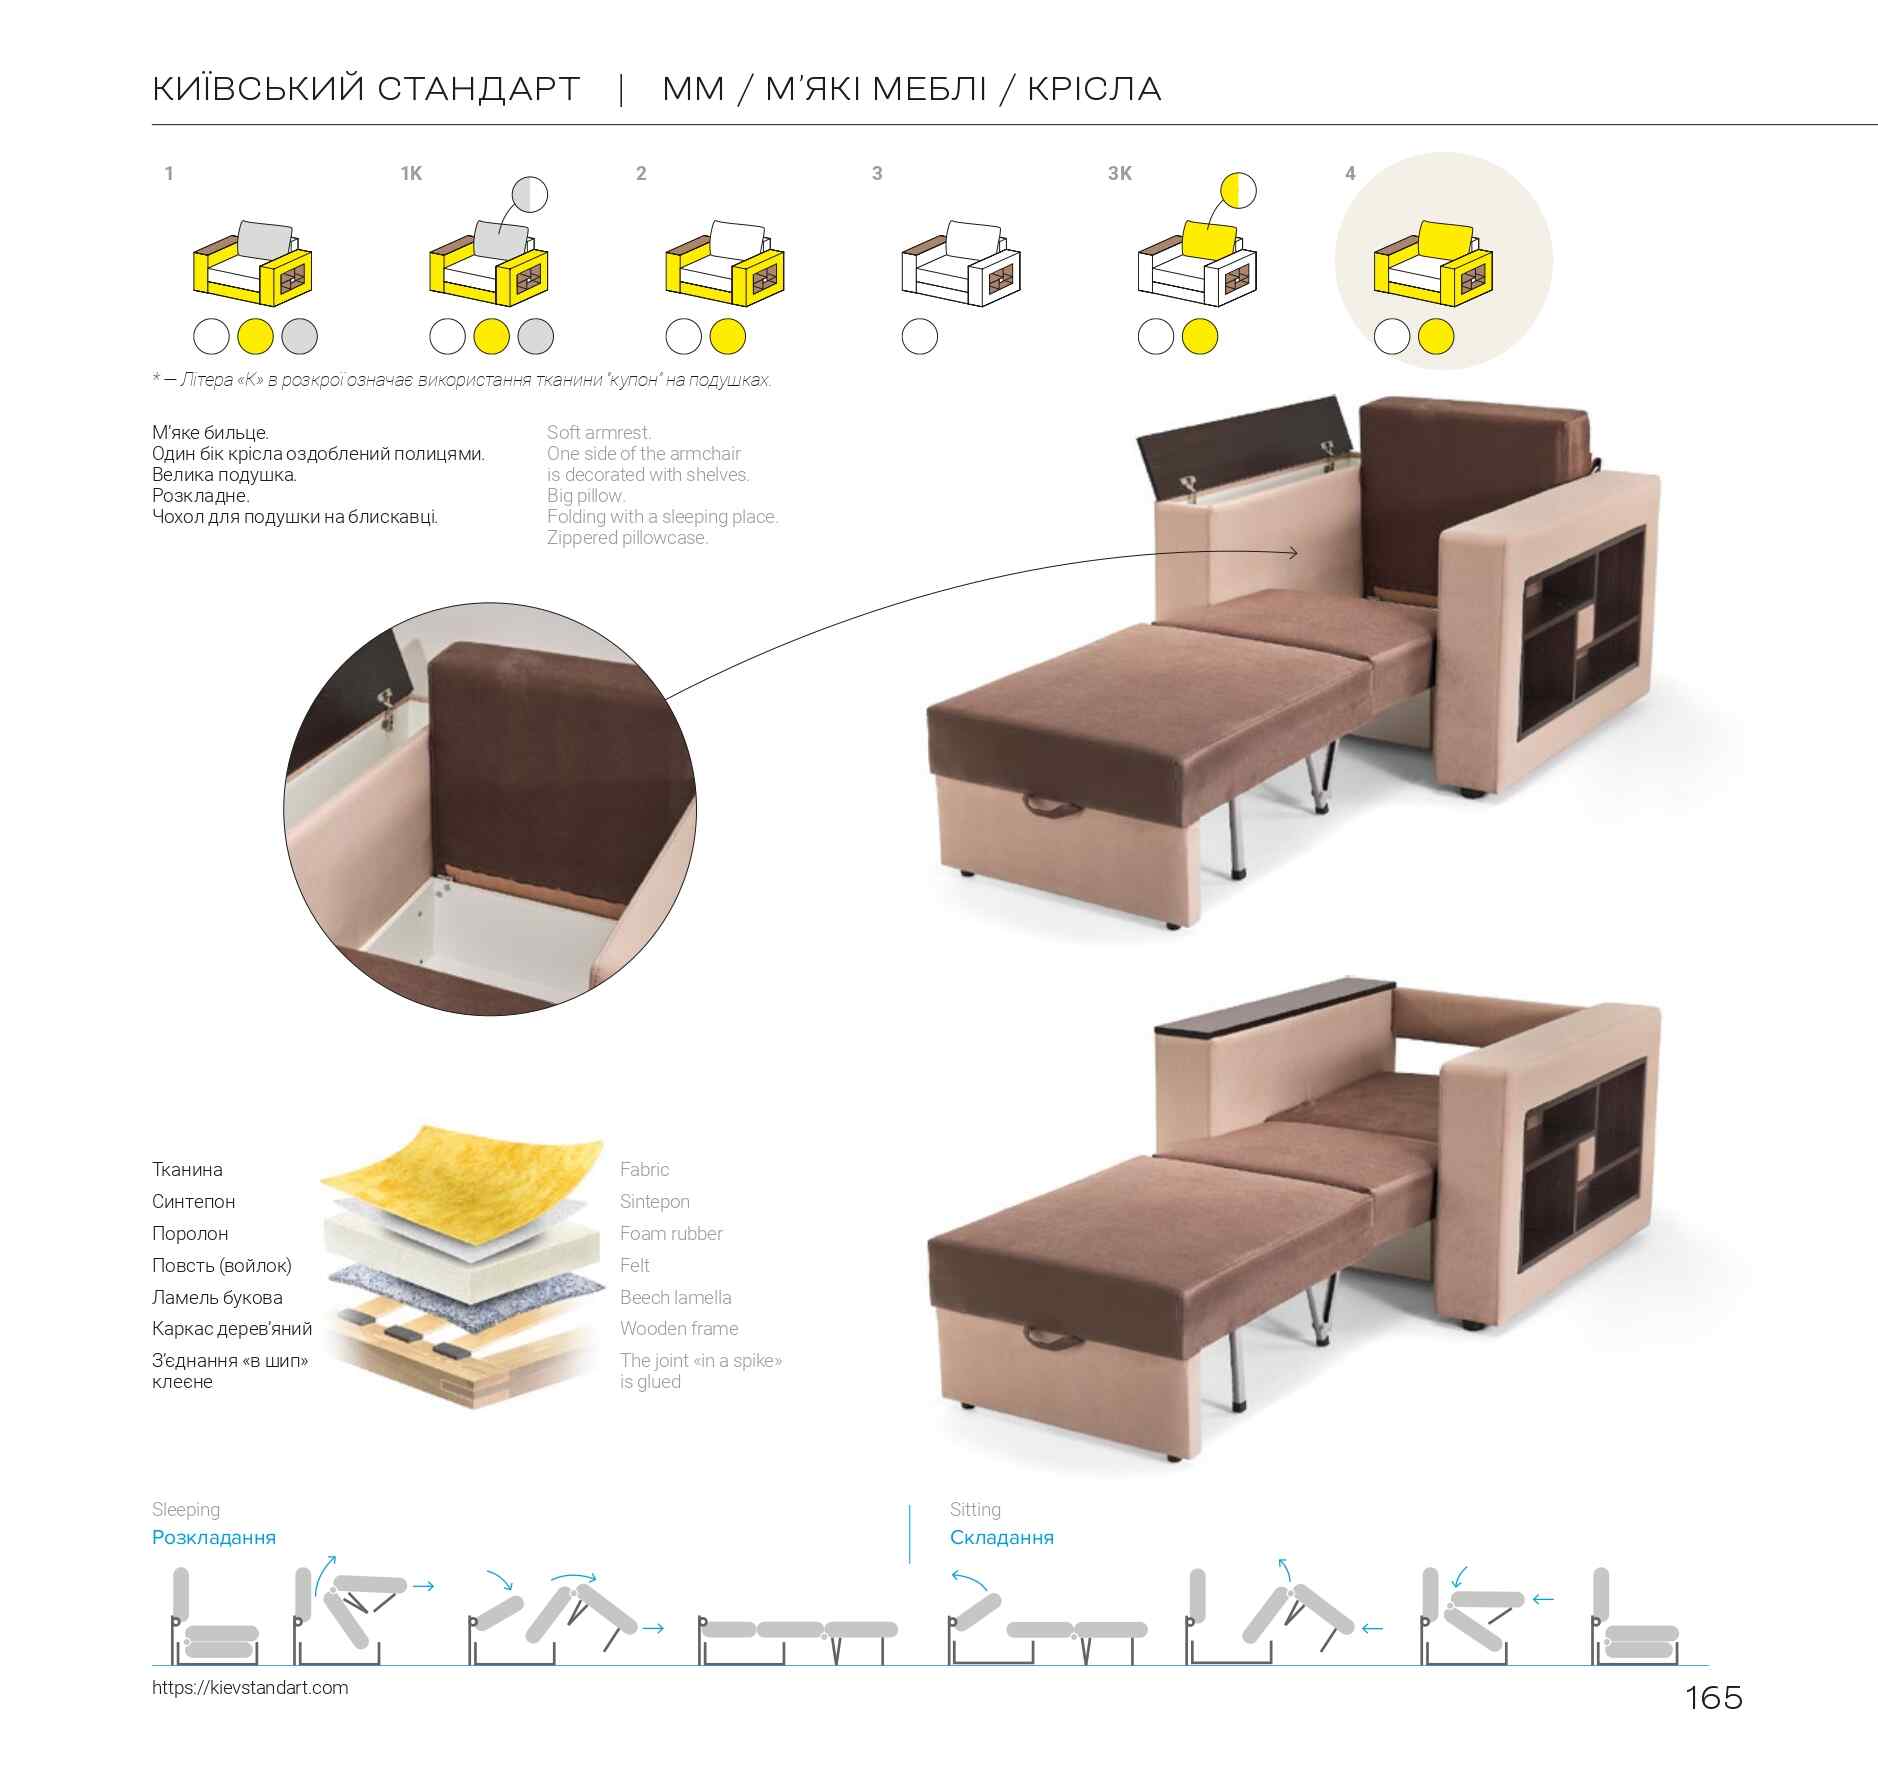 КИЇВСЬКИЙ СТАНДАРТ | ММ / М’ЯКІ МЕБЛІ / КРІСЛА
1 1K 2 3 3K 4
* — Літера «К» в розкрої означає використання тканини “купон” на подушках.
М’яке бильце.
Один бік крісла оздоблений полицями.
Велика подушка.
Розкладне.
Чохол для подушки на блискавці.
Soft armrest.
One side of the armchair
is decorated with shelves.
Big pillow.
Folding with a sleeping place.
Zippered pillowcase.
Тканина
Синтепон
Поролон
Повсть (войлок)
Ламель букова
Каркас дерев’яний
З’єднання «в шип»
клеєне
Fabric
Sintepon
Foam rubber
Felt
Beech lamella
Wooden frame
The joint «in a spike»
is glued
Sleeping
Розкладання
Sitting
Складання
https://kievstandart.com
165